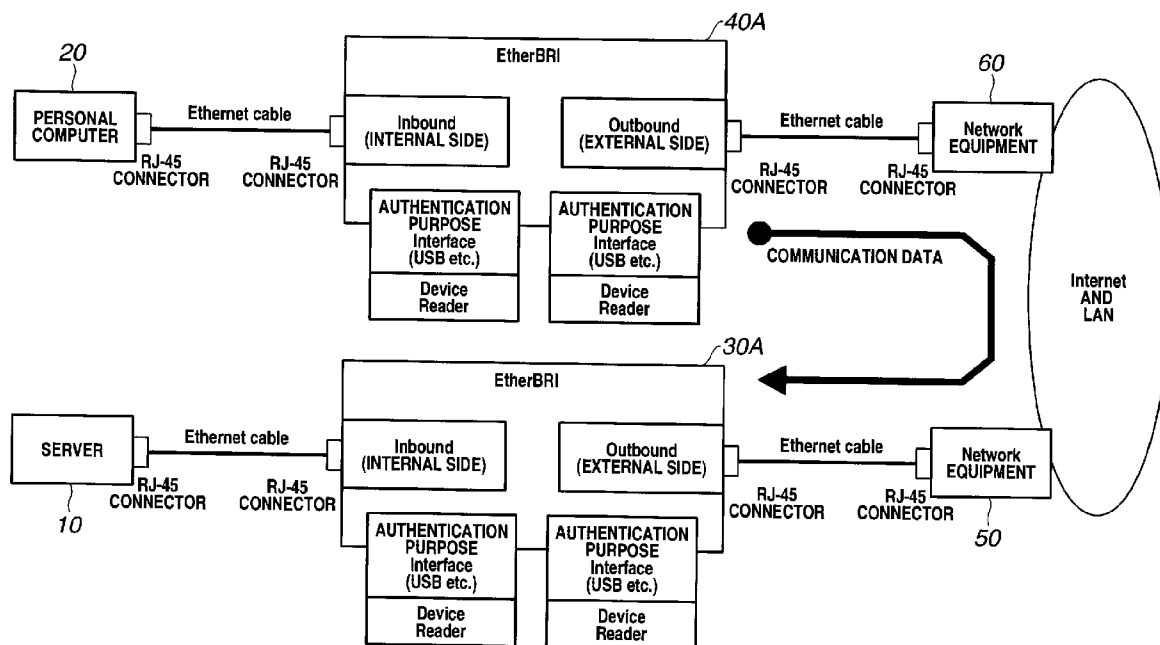 40A
EtherBRI
20
PERSONAL
COMPUTER
Ethernet cable
RJ-45
CONNECTOR
RJ-45
CONNECTOR
Inbound
(INTERNAL SIDE)
Outbound
(EXTERNAL SIDE)
Ethernet cable
RJ-45
CONNECTOR
RJ-45
CONNECTOR
60
Network
EQUIPMENT
AUTHENTICATION
PURPOSE
Interface
(USB etc.)
Device
Reader
AUTHENTICATION
PURPOSE
Interface
(USB etc.)
Device
Reader
COMMUNICATION DATA
Internet
AND
LAN
30A
EtherBRI
SERVER
10
Ethernet cable
RJ-45
CONNECTOR
RJ-45
CONNECTOR
Inbound
(INTERNAL SIDE)
Outbound
(EXTERNAL SIDE)
Ethernet cable
RJ-45
CONNECTOR
RJ-45
CONNECTOR
Network
EQUIPMENT
50
AUTHENTICATION
PURPOSE
Interface
(USB etc.)
Device
Reader
AUTHENTICATION
PURPOSE
Interface
(USB etc.)
Device
Reader